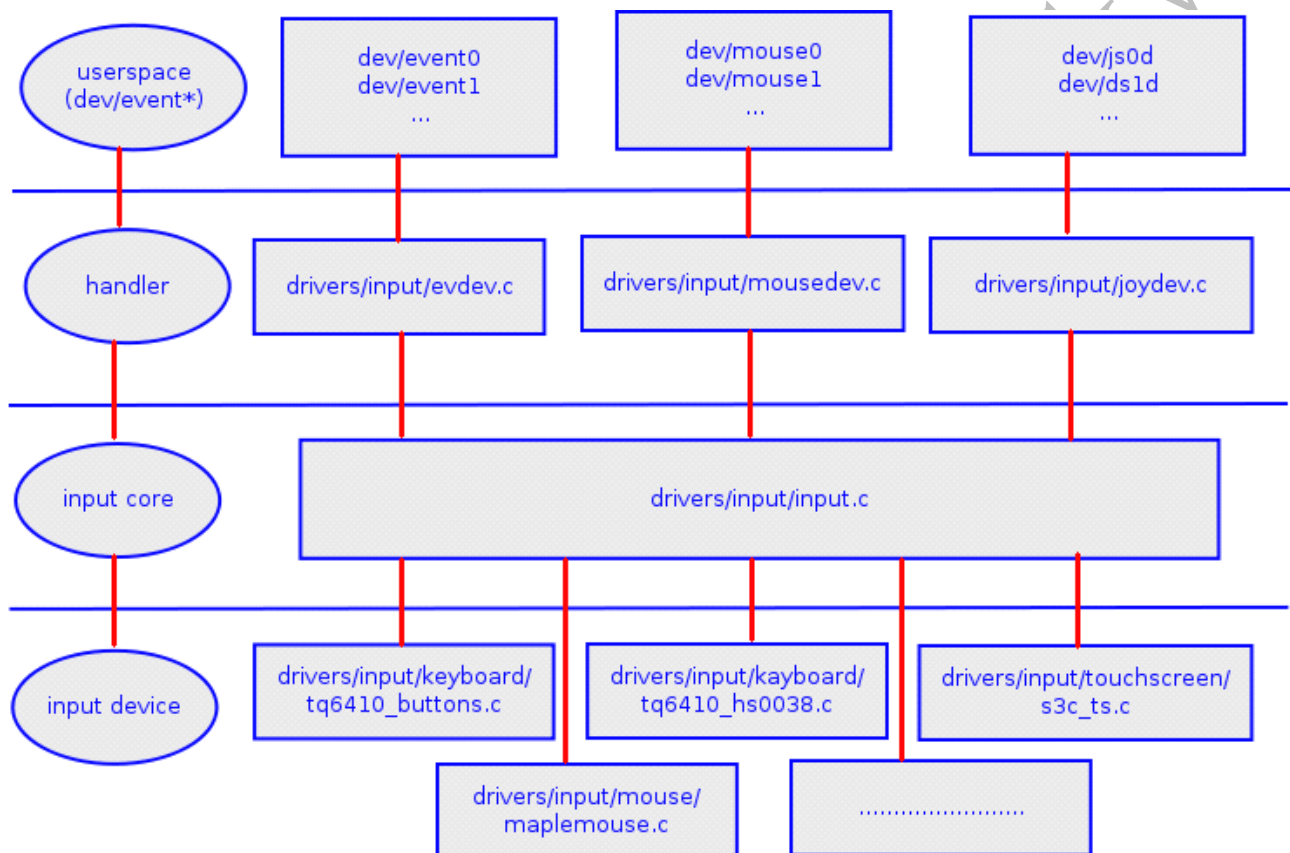 userspace
(dev/event*)
dev/event0
dev/event1
...
dev/mouse0
dev/mouse1
...
dev/js0d
dev/ds1d
...
handler
drivers/input/evdev.c
drivers/input/mousedev.c
drivers/input/joydev.c
input core
drivers/input/input.c
input device
drivers/input/keyboard/
tq6410_buttons.c
drivers/input/kayboard/
tq6410_hs0038.c
drivers/input/touchscreen/
s3c_ts.c
drivers/input/mouse/
maplemouse.c
........................